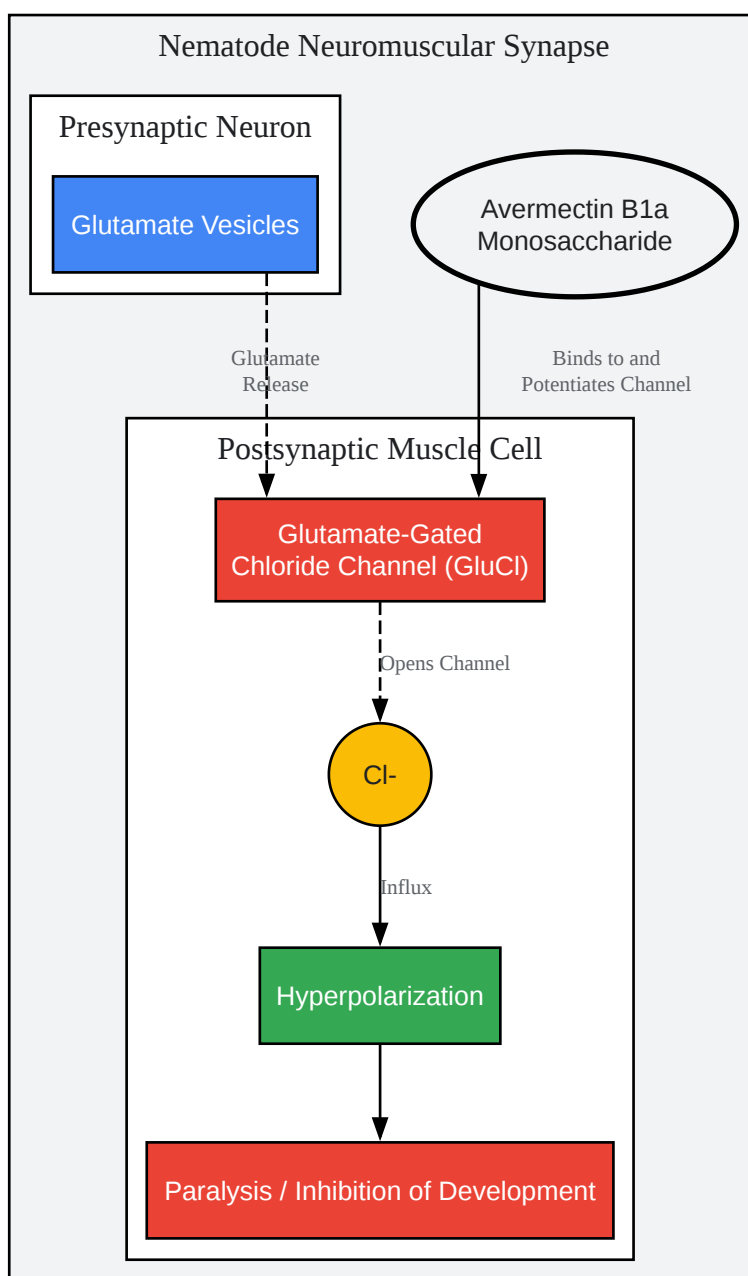 Nematode Neuromuscular Synapse
Presynaptic Neuron
Glutamate Vesicles
Avermectin B1a
Monosaccharide
Glutamate
Release
Binds to and
Potentiates Channel
Postsynaptic Muscle Cell
Glutamate-Gated
Chloride Channel (GluCl)
Opens Channel
Cl-
Influx
Hyperpolarization
Paralysis / Inhibition of Development